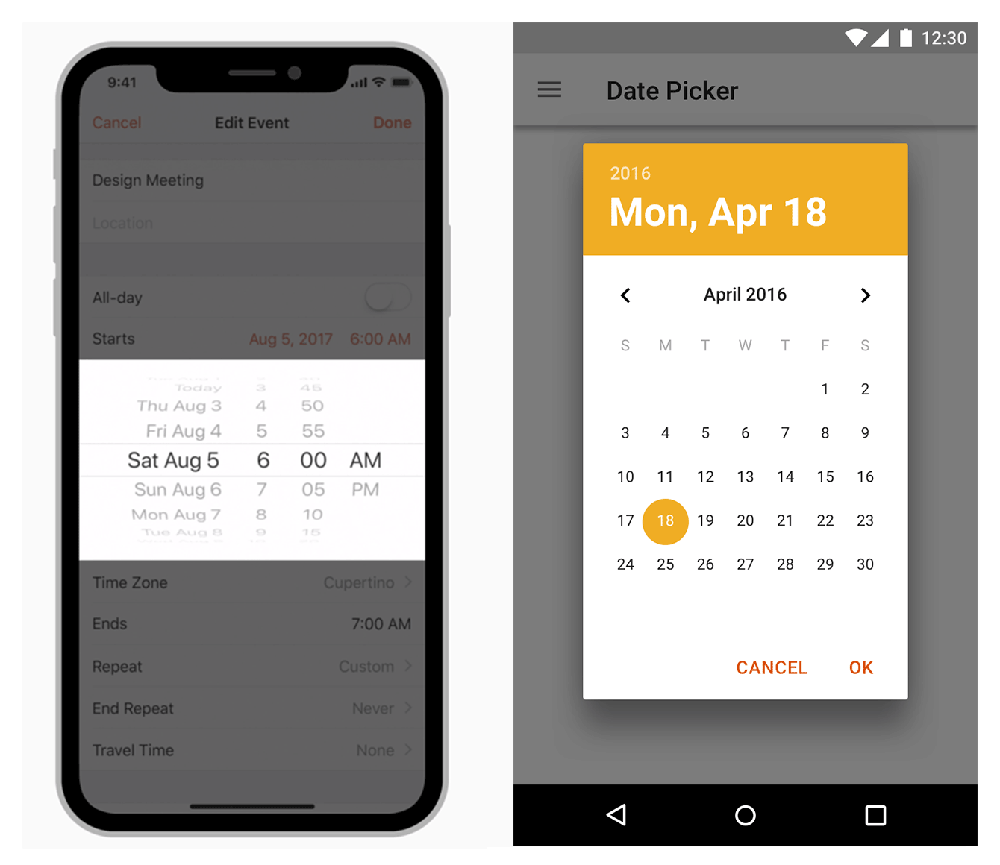 9:41
Cancel Edit Event Done
Design Meeting
Location
All-day
Starts Aug 5, 2017 6:00 AM
Today 3 45
Thu Aug 3 4 50
Fri Aug 4 5 55
Sat Aug 5 6 00 AM
Sun Aug 6 7 05 PM
Mon Aug 7 8 10
Tue Aug 8 9 15
Time Zone Cupertino
Ends 7:00 AM
Repeat Custom
End Repeat Never
Travel Time None
12:30
Date Picker
2016
Mon, Apr 18
April 2016
S M T W T F S
1 2
3 4 5 6 7 8 9
10 11 12 13 14 15 16
17 18 19 20 21 22 23
24 25 26 27 28 29 30
CANCEL OK